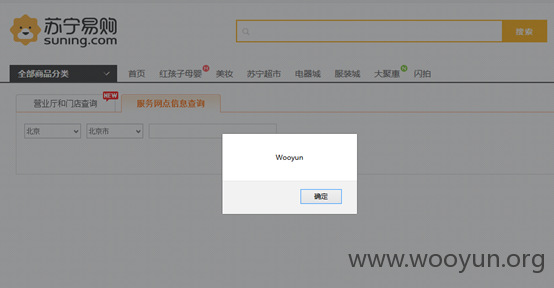 苏宁易购
suning.com
搜索
全部商品分类 首页 红孩子母婴 美妆 苏宁超市 电器城 服装城 大聚惠 闪拍
营业厅和门店查询 NEW 服务网点信息查询
北京 北京市
Wooyun
确定
www.wooyun.org